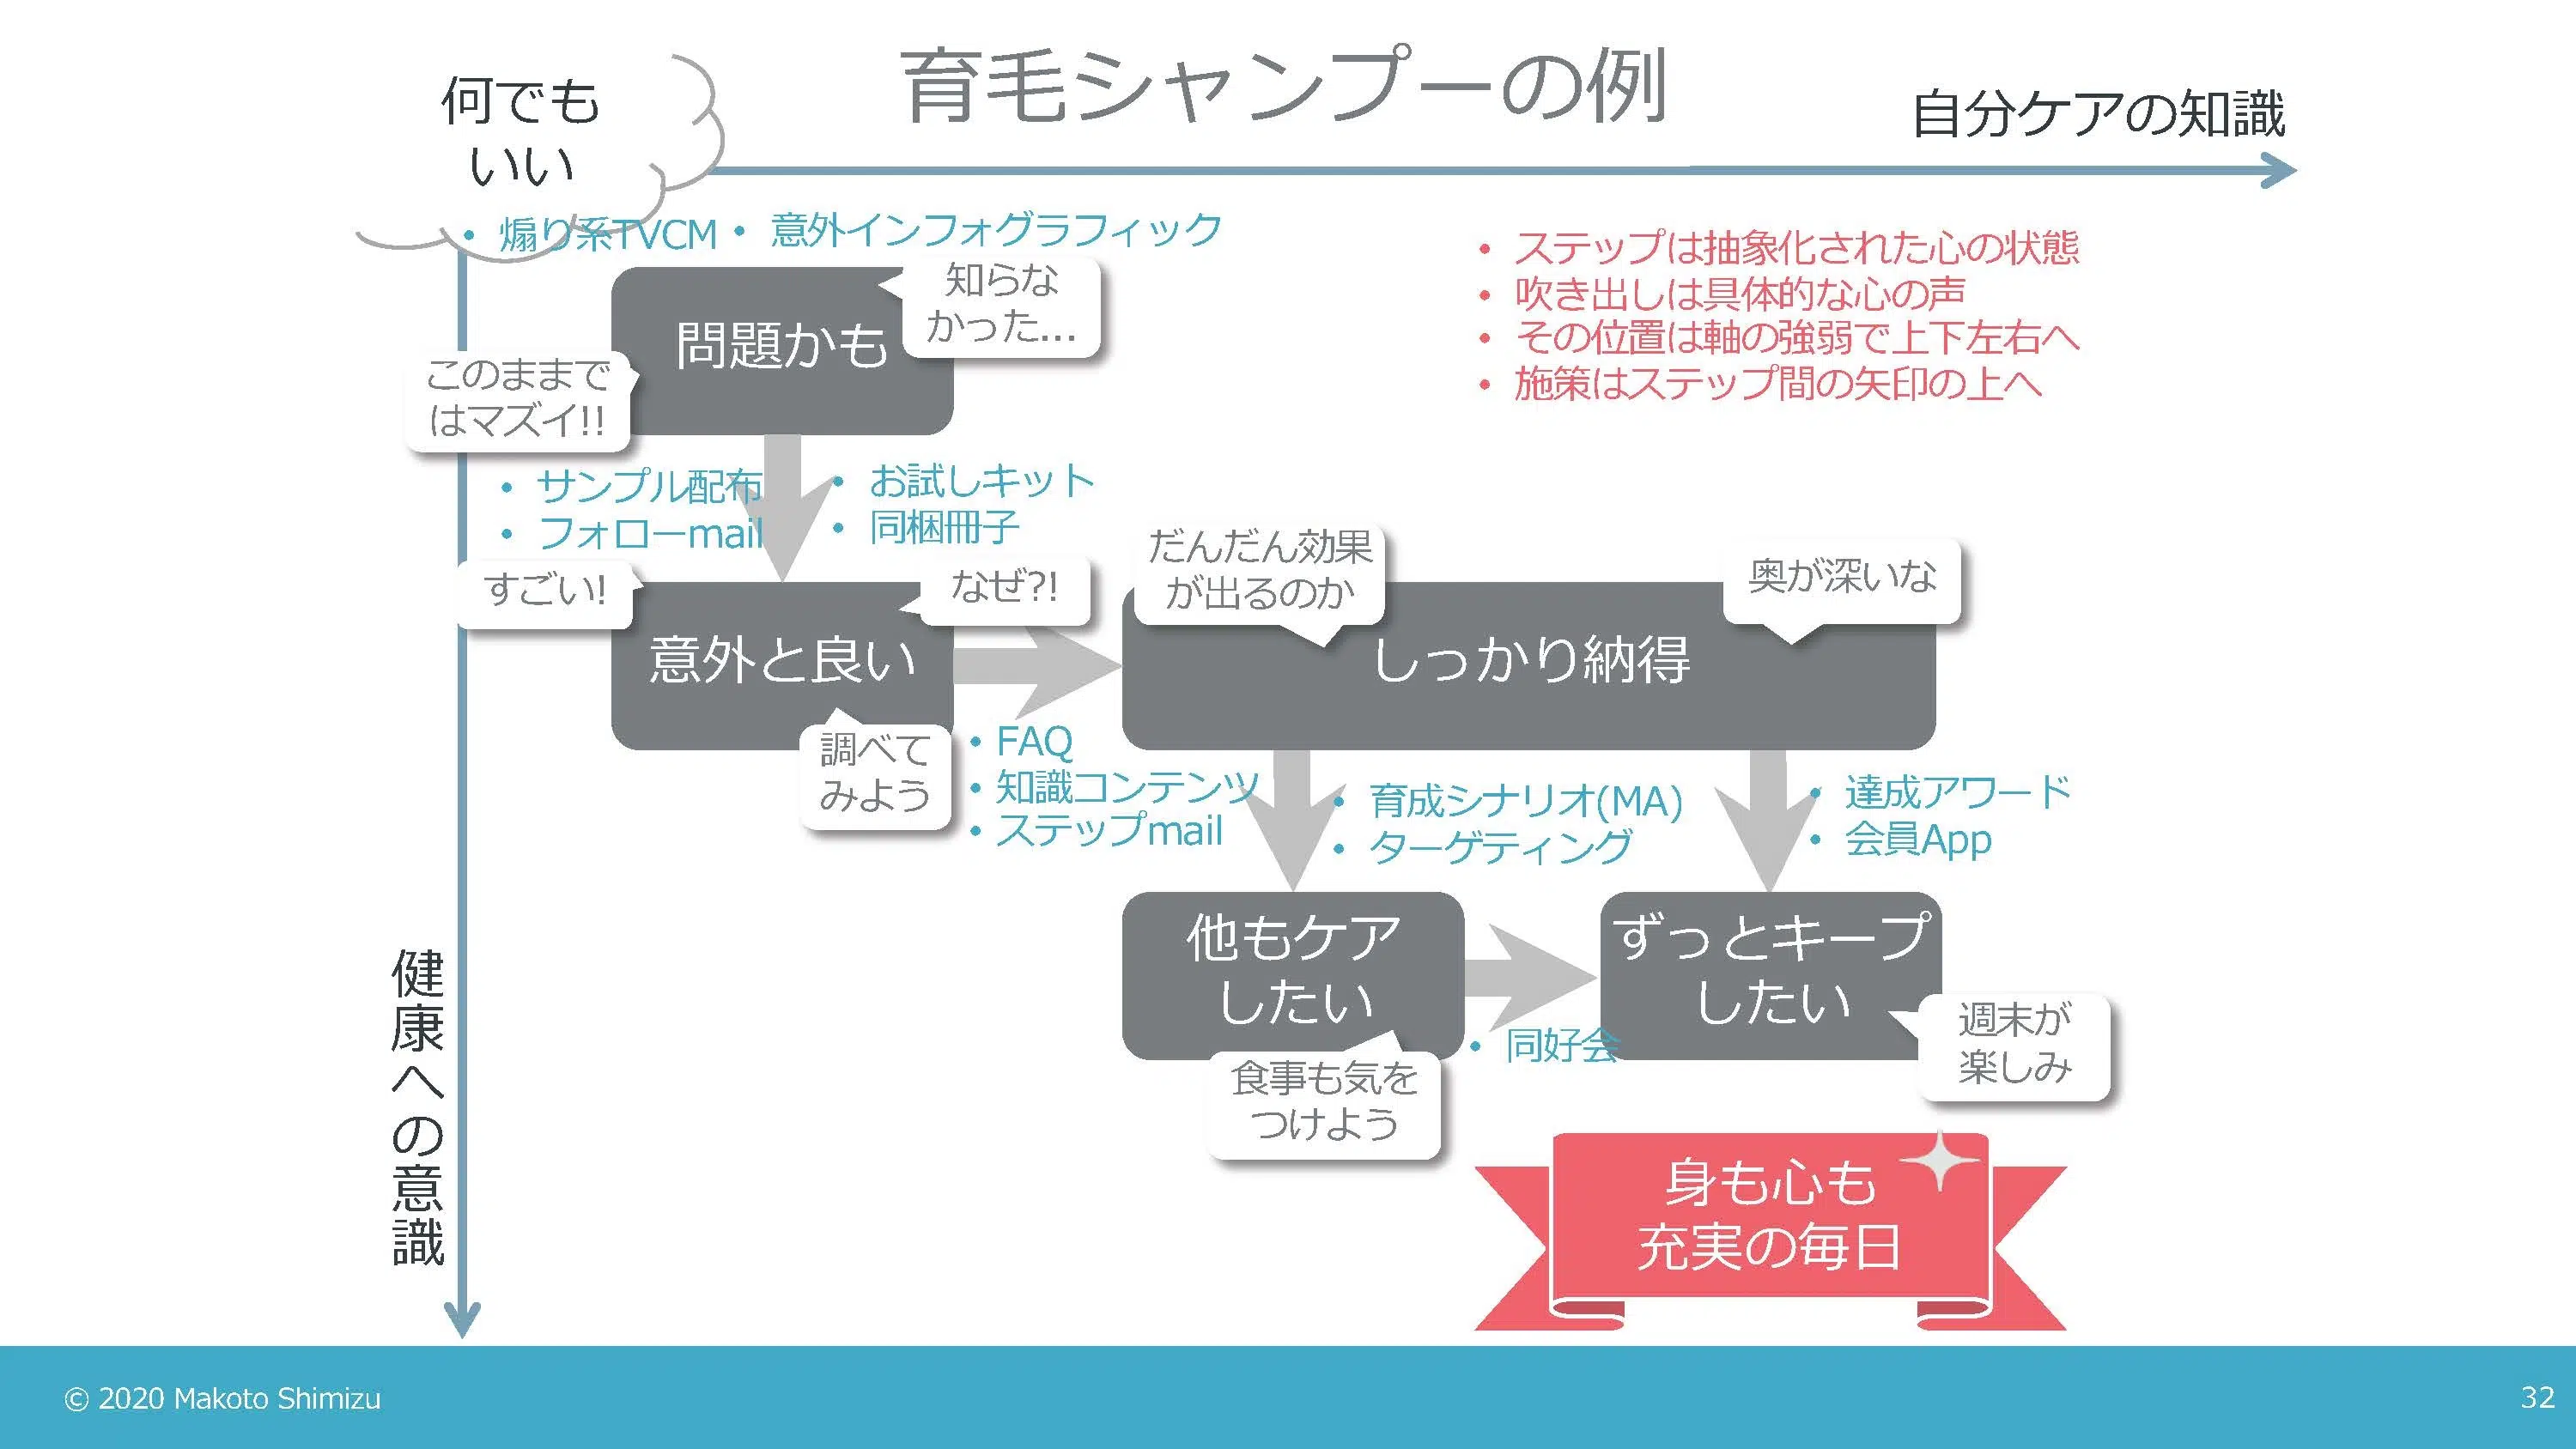 育毛シャンプーの例
何でも
いい
自分ケアの知識
• 煽り系TVCM
• 意外インフォグラフィック
• ステップは抽象化された心の状態
• 吹き出しは具体的な心の声
• その位置は軸の強弱で上下左右へ
• 施策はステップ間の矢印の上へ
知らな
かった…
問題かも
このままで
はマズイ!!
• サンプル配布
• フォローmail
• お試しキット
• 同梱冊子
すごい!
なぜ?!
意外と良い
調べて
みよう
だんだん効果
が出るのか
奥が深いな
しっかり納得
• FAQ
• 知識コンテンツ
• ステップmail
• 育成シナリオ(MA)
• ターゲティング
• 達成アワード
• 会員App
他もケア
したい
ずっとキープ
したい
• 同好会
食事も気を
つけよう
週末が
楽しみ
健康への意識
身も心も
充実の毎日
© 2020 Makoto Shimizu
32